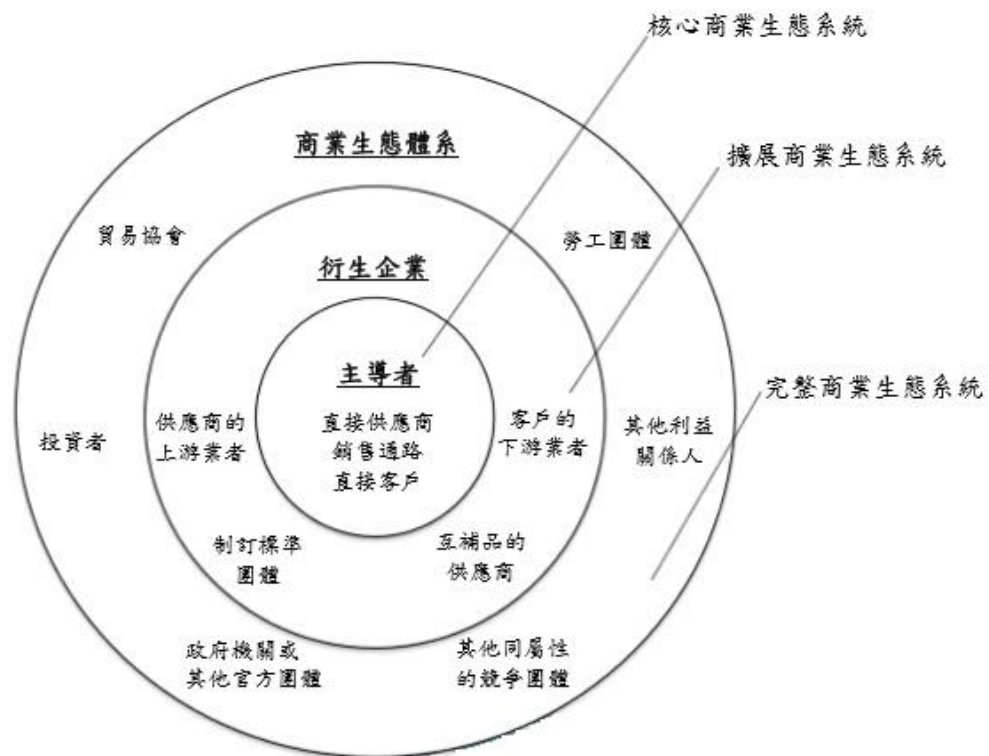 核心商業生態系統
商業生態體系
擴展商業生態系統
貿易協會
勞工團體
衍生企業
主導者
直接供應商
銷售通路
直接客戶
供應商的
上游業者
客戶的
下游業者
完整商業生態系統
投資者
其他利益
關係人
制訂標準
團體
互補品的
供應商
政府機關或
其他官方團體
其他同屬性
的競爭團體